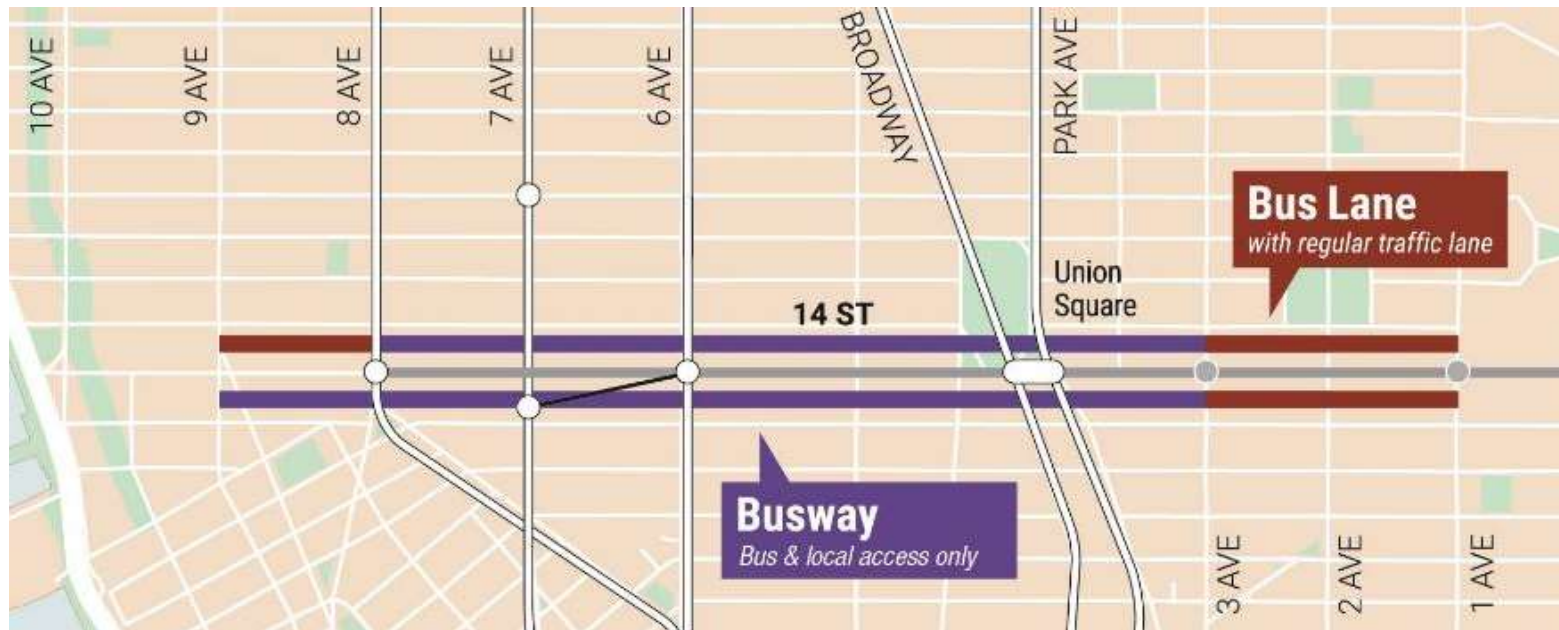 10 AVE
9 AVE
8 AVE
7 AVE
6 AVE
BROADWAY
PARK AVE
Bus Lane
with regular traffic lane
Union
Square
14 ST
Busway
Bus & local access only
3 AVE
2 AVE
1 AVE